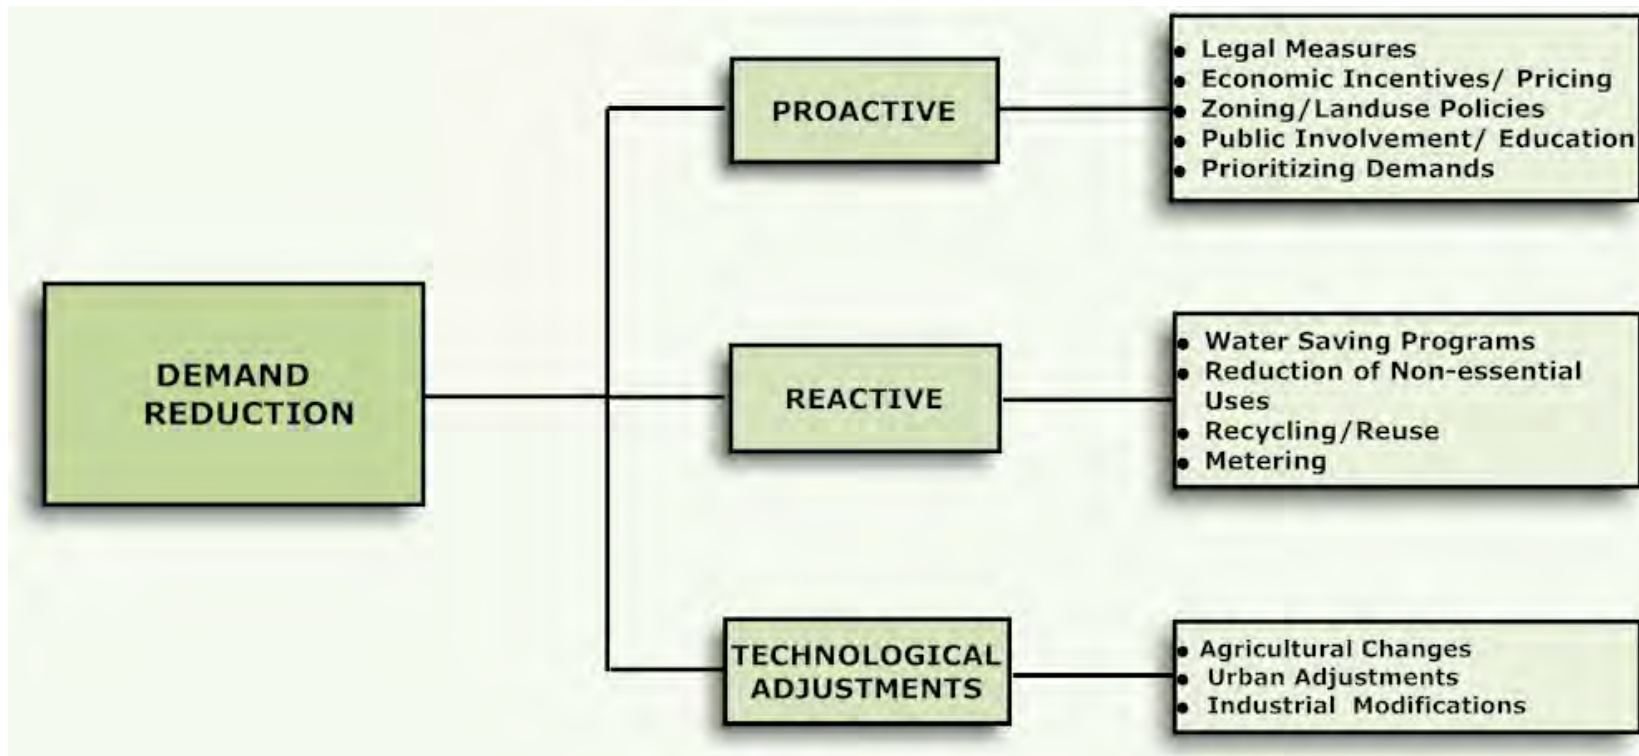 DEMAND
REDUCTION
PROACTIVE
• Legal Measures
• Economic Incentives/ Pricing
• Zoning/Landuse Policies
• Public Involvement/ Education
• Prioritizing Demands
REACTIVE
• Water Saving Programs
• Reduction of Non-essential
Uses
• Recycling/Reuse
• Metering
TECHNOLOGICAL
ADJUSTMENTS
• Agricultural Changes
• Urban Adjustments
• Industrial Modifications